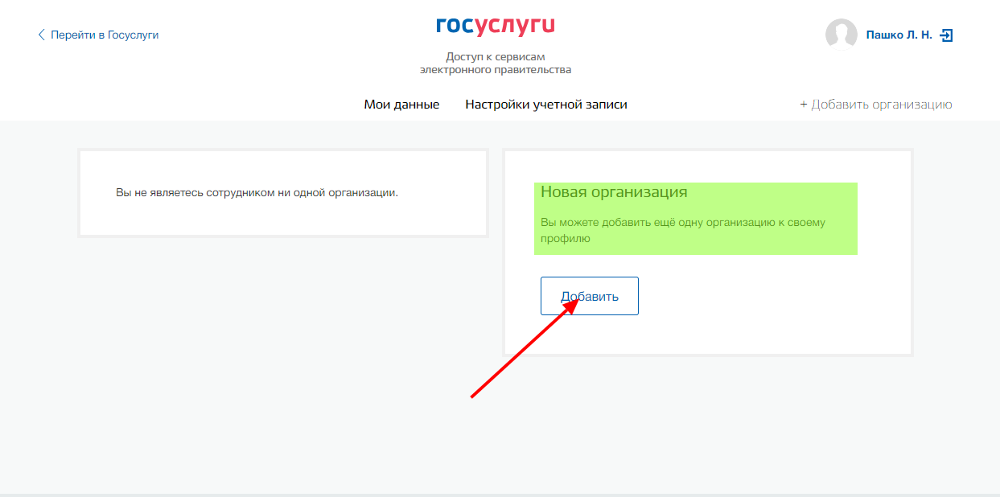 Перейти в Госуслуги
госуслуги
Пашко Л. Н.
Доступ к сервисам
электронного правительства
Мои данные
Настройки учетной записи
+ Добавить организацию
Вы не являетесь сотрудником ни одной организации.
Новая организация
Вы можете добавить ещё одну организацию к своему
профилю
Добавить